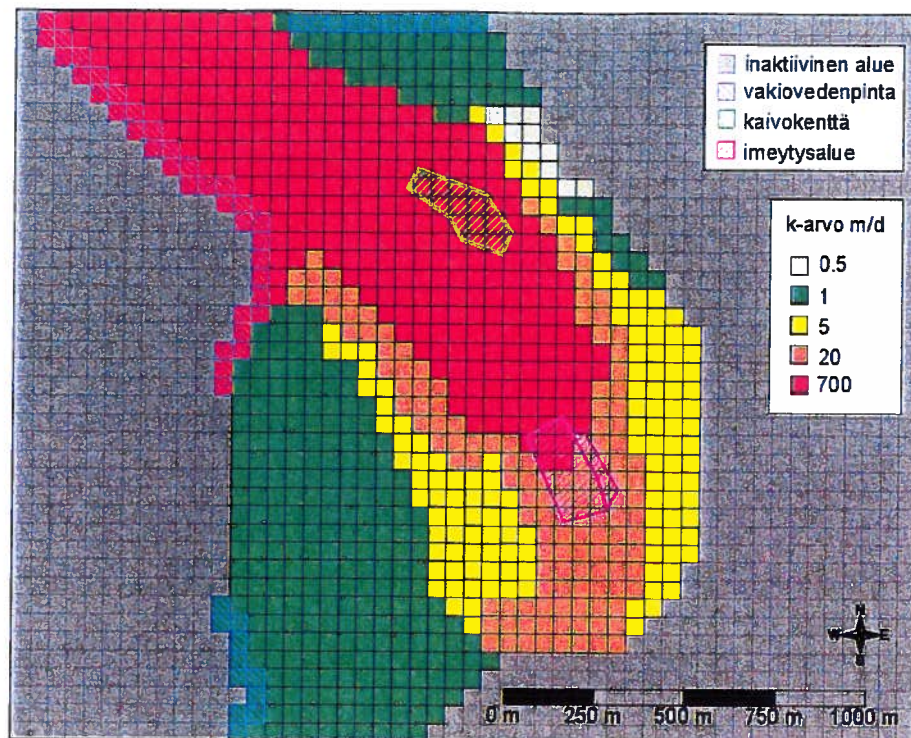 inaktiivinen alue
vakiovedenpinta
kaivokenttä
imeytysalue
k-arvo m/d
0.5
1
5
20
700
N
W E
S
0 m 250 m 500 m 750 m 1000 m